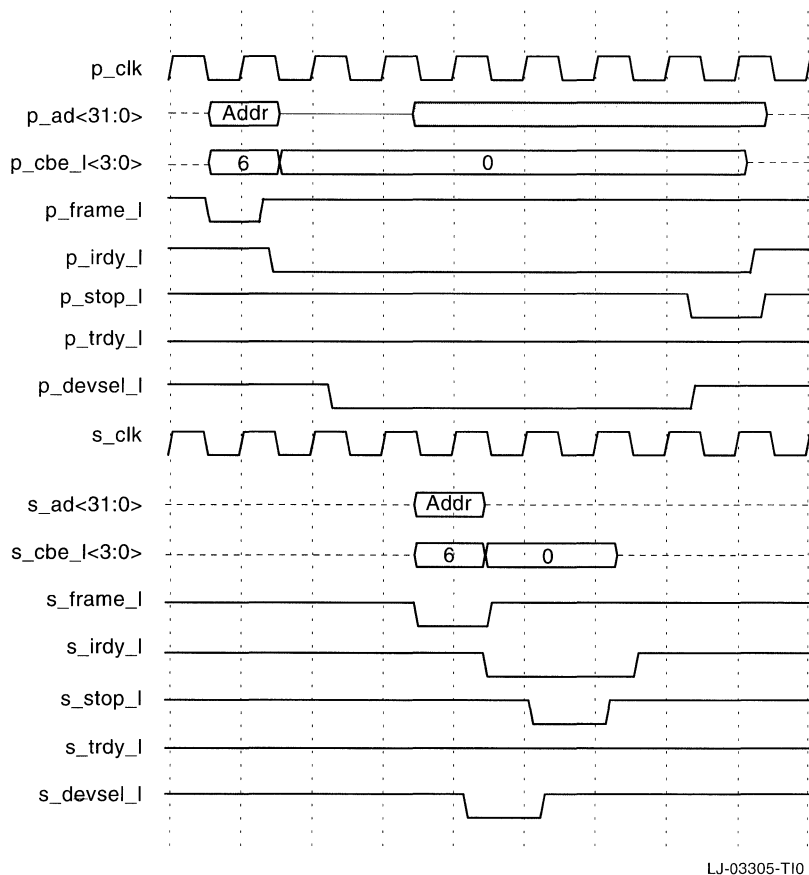 p_clk
p_ad<31:0> Addr
p_cbe_l<3:0> 6 0
p_frame_l
p_irdy_l
p_stop_l
p_trdy_l
p_devsel_l
s_clk
s_ad<31:0> Addr
s_cbe_l<3:0> 6 0
s_frame_l
s_irdy_l
s_stop_l
s_trdy_l
s_devsel_l
LJ-03305-TI0